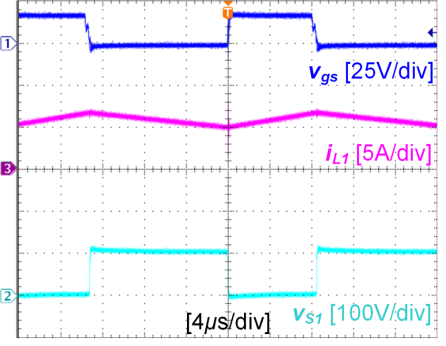 T
1
vgs [25V/div]
iL1 [5A/div]
3
2
vS1 [100V/div]
[4µs/div]